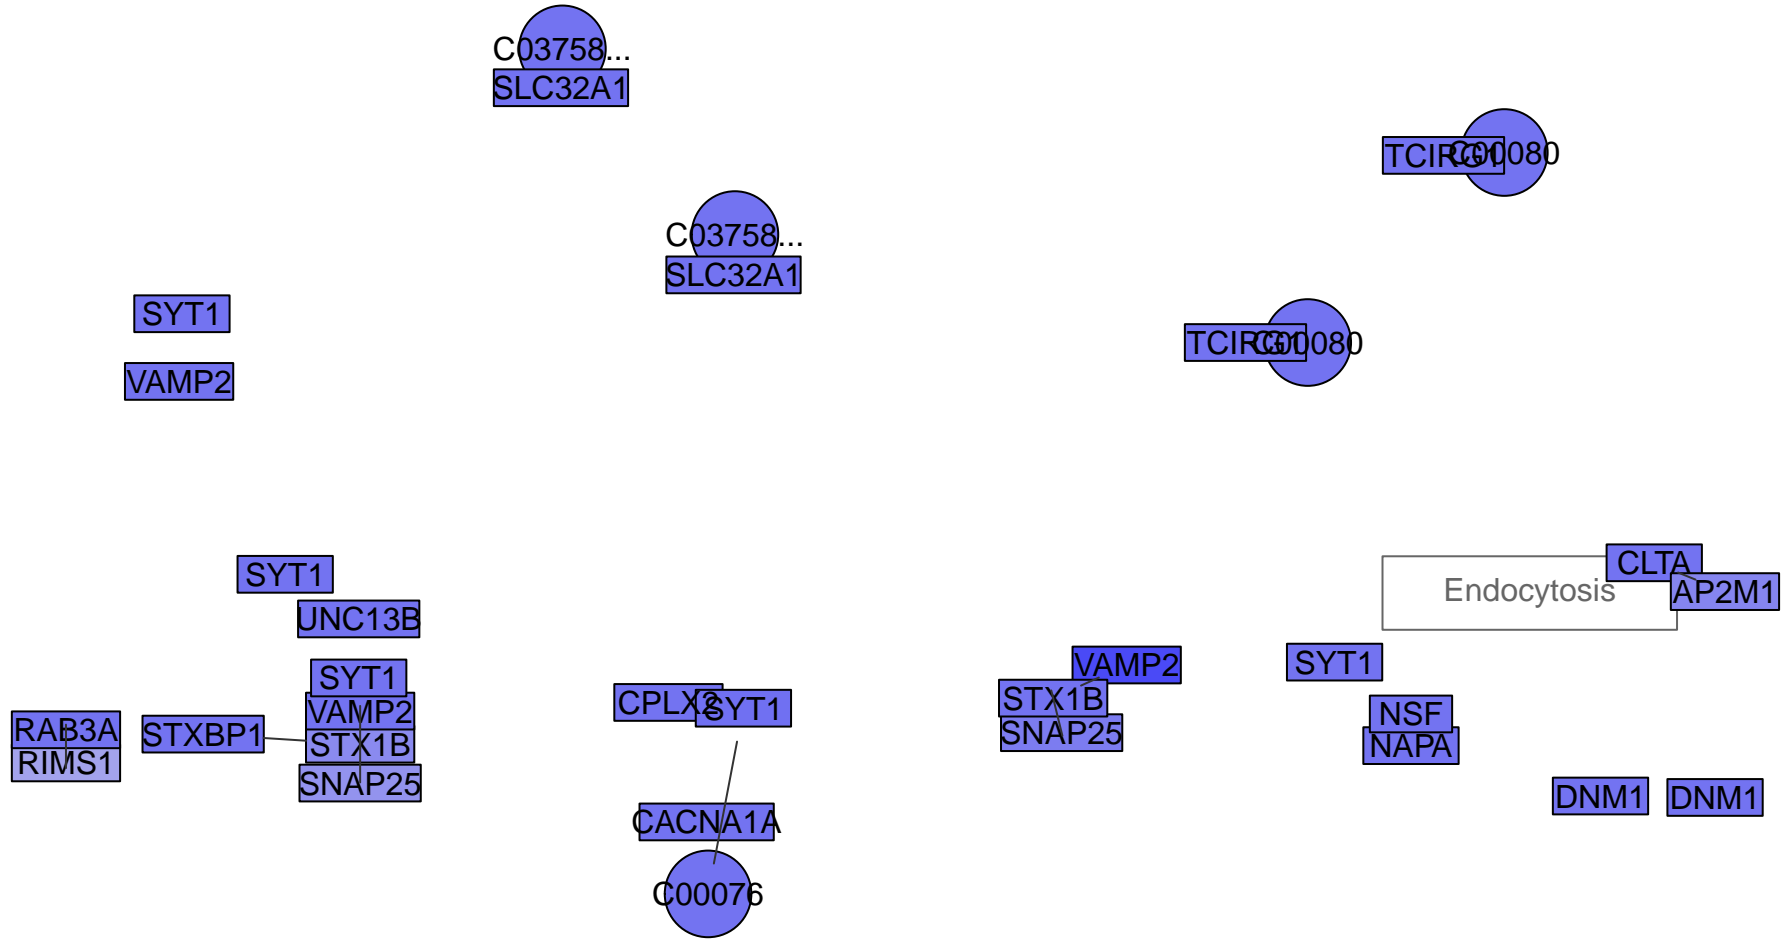 C03758...
SLC32A1
TCIRG1
C00080
C03758...
SLC32A1
SYT1
TCIRG1
C00080
VAMP2
SYT1
CLTA
Endocytosis
AP2M1
UNC13B
SYT1
VAMP2
SYT1
CPLX2
SYT1
STX1B
VAMP2
NSF
RAB3A
STXBP1
STX1B
SNAP25
NAPA
RIMS1
SNAP25
DNM1
DNM1
CACNA1A
C00076